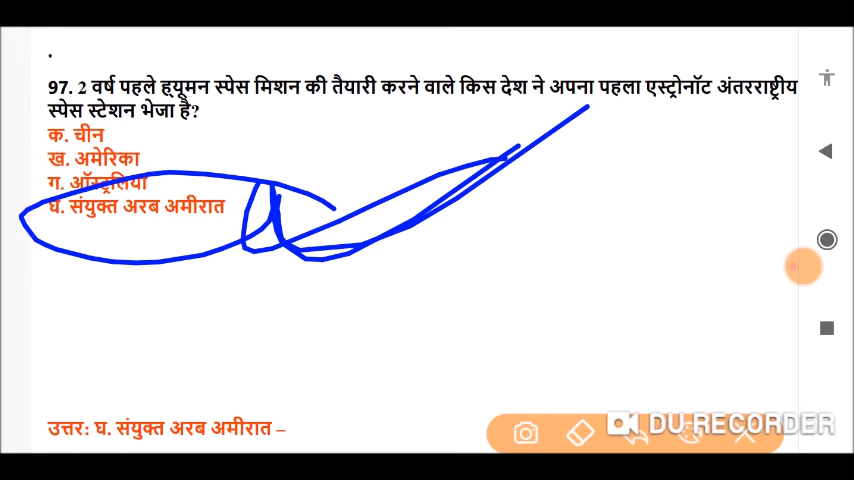 .
97. 2 वर्ष पहले ह्यूमन स्पेस मिशन की तैयारी करने वाले किस देश ने अपना पहला एस्ट्रोनॉट अंतरराष्ट्रीय
स्पेस स्टेशन भेजा है?
क. चीन
ख. अमेरिका
ग. ऑस्ट्रलिया
घ. संयुक्त अरब अमीरात
उत्तर: घ. संयुक्त अरब अमीरात –
DU RECORDER